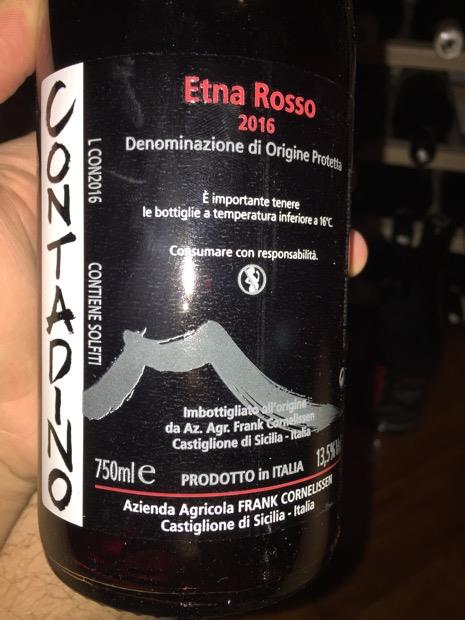 CONTADINO
L CON2016
CONTIENE SOLFITI
Etna Rosso
2016
Denominazione di Origine Protetta
È importante tenere
le bottiglie a temperatura inferiore a 16°C
Consumare con responsabilità.
Imbottigliato all'origine
da Az. Agr. Frank Cornelissen
Castiglione di Sicilia - Italia
750ml e
PRODOTTO in ITALIA
13,5%
Azienda Agricola FRANK CORNELISSEN
Castiglione di Sicilia - Italia